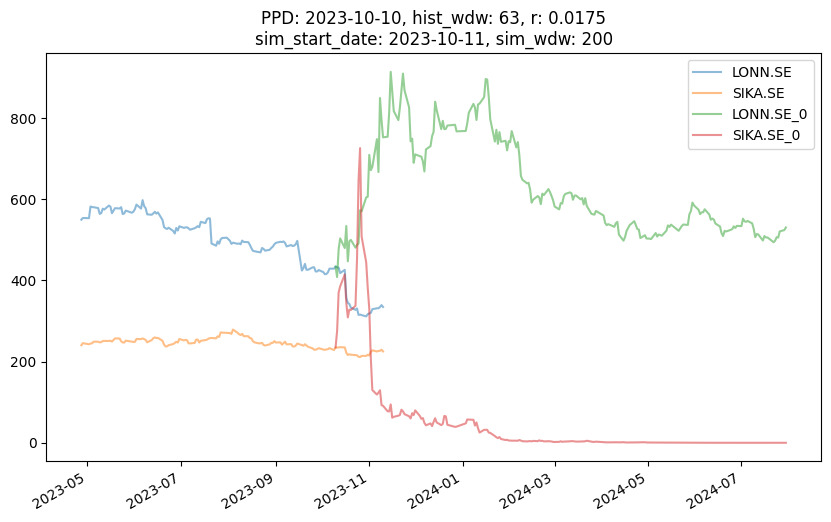 PPD: 2023-10-10, hist_wdw: 63, r: 0.0175
sim_start_date: 2023-10-11, sim_wdw: 200
LONN.SE
SIKA.SE
LONN.SE_0
SIKA.SE_0
800
600
400
200
0
2023-05
2023-07
2023-09
2023-11
2024-01
2024-03
2024-05
2024-07